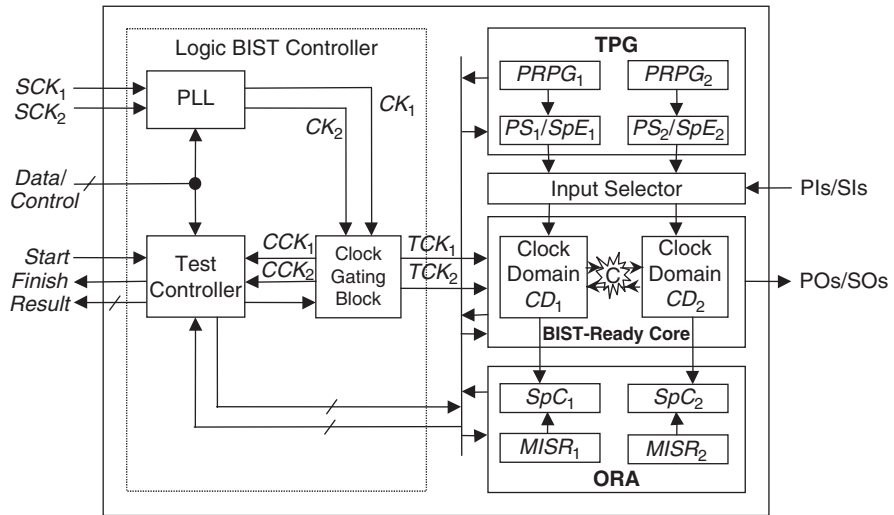 Logic BIST Controller
SCK1
SCK2
PLL
CK2
CK1
Data/
Control
Start
Finish
Result
Test
Controller
CCK1
CCK2
Clock
Gating
Block
TCK1
TCK2
TPG
PRPG1
PRPG2
PS1/SpE1
PS2/SpE2
Input Selector
PIs/SIs
Clock
Domain
CD1
C
Clock
Domain
CD2
BIST-Ready Core
POs/SOs
SpC1
SpC2
MISR1
MISR2
ORA